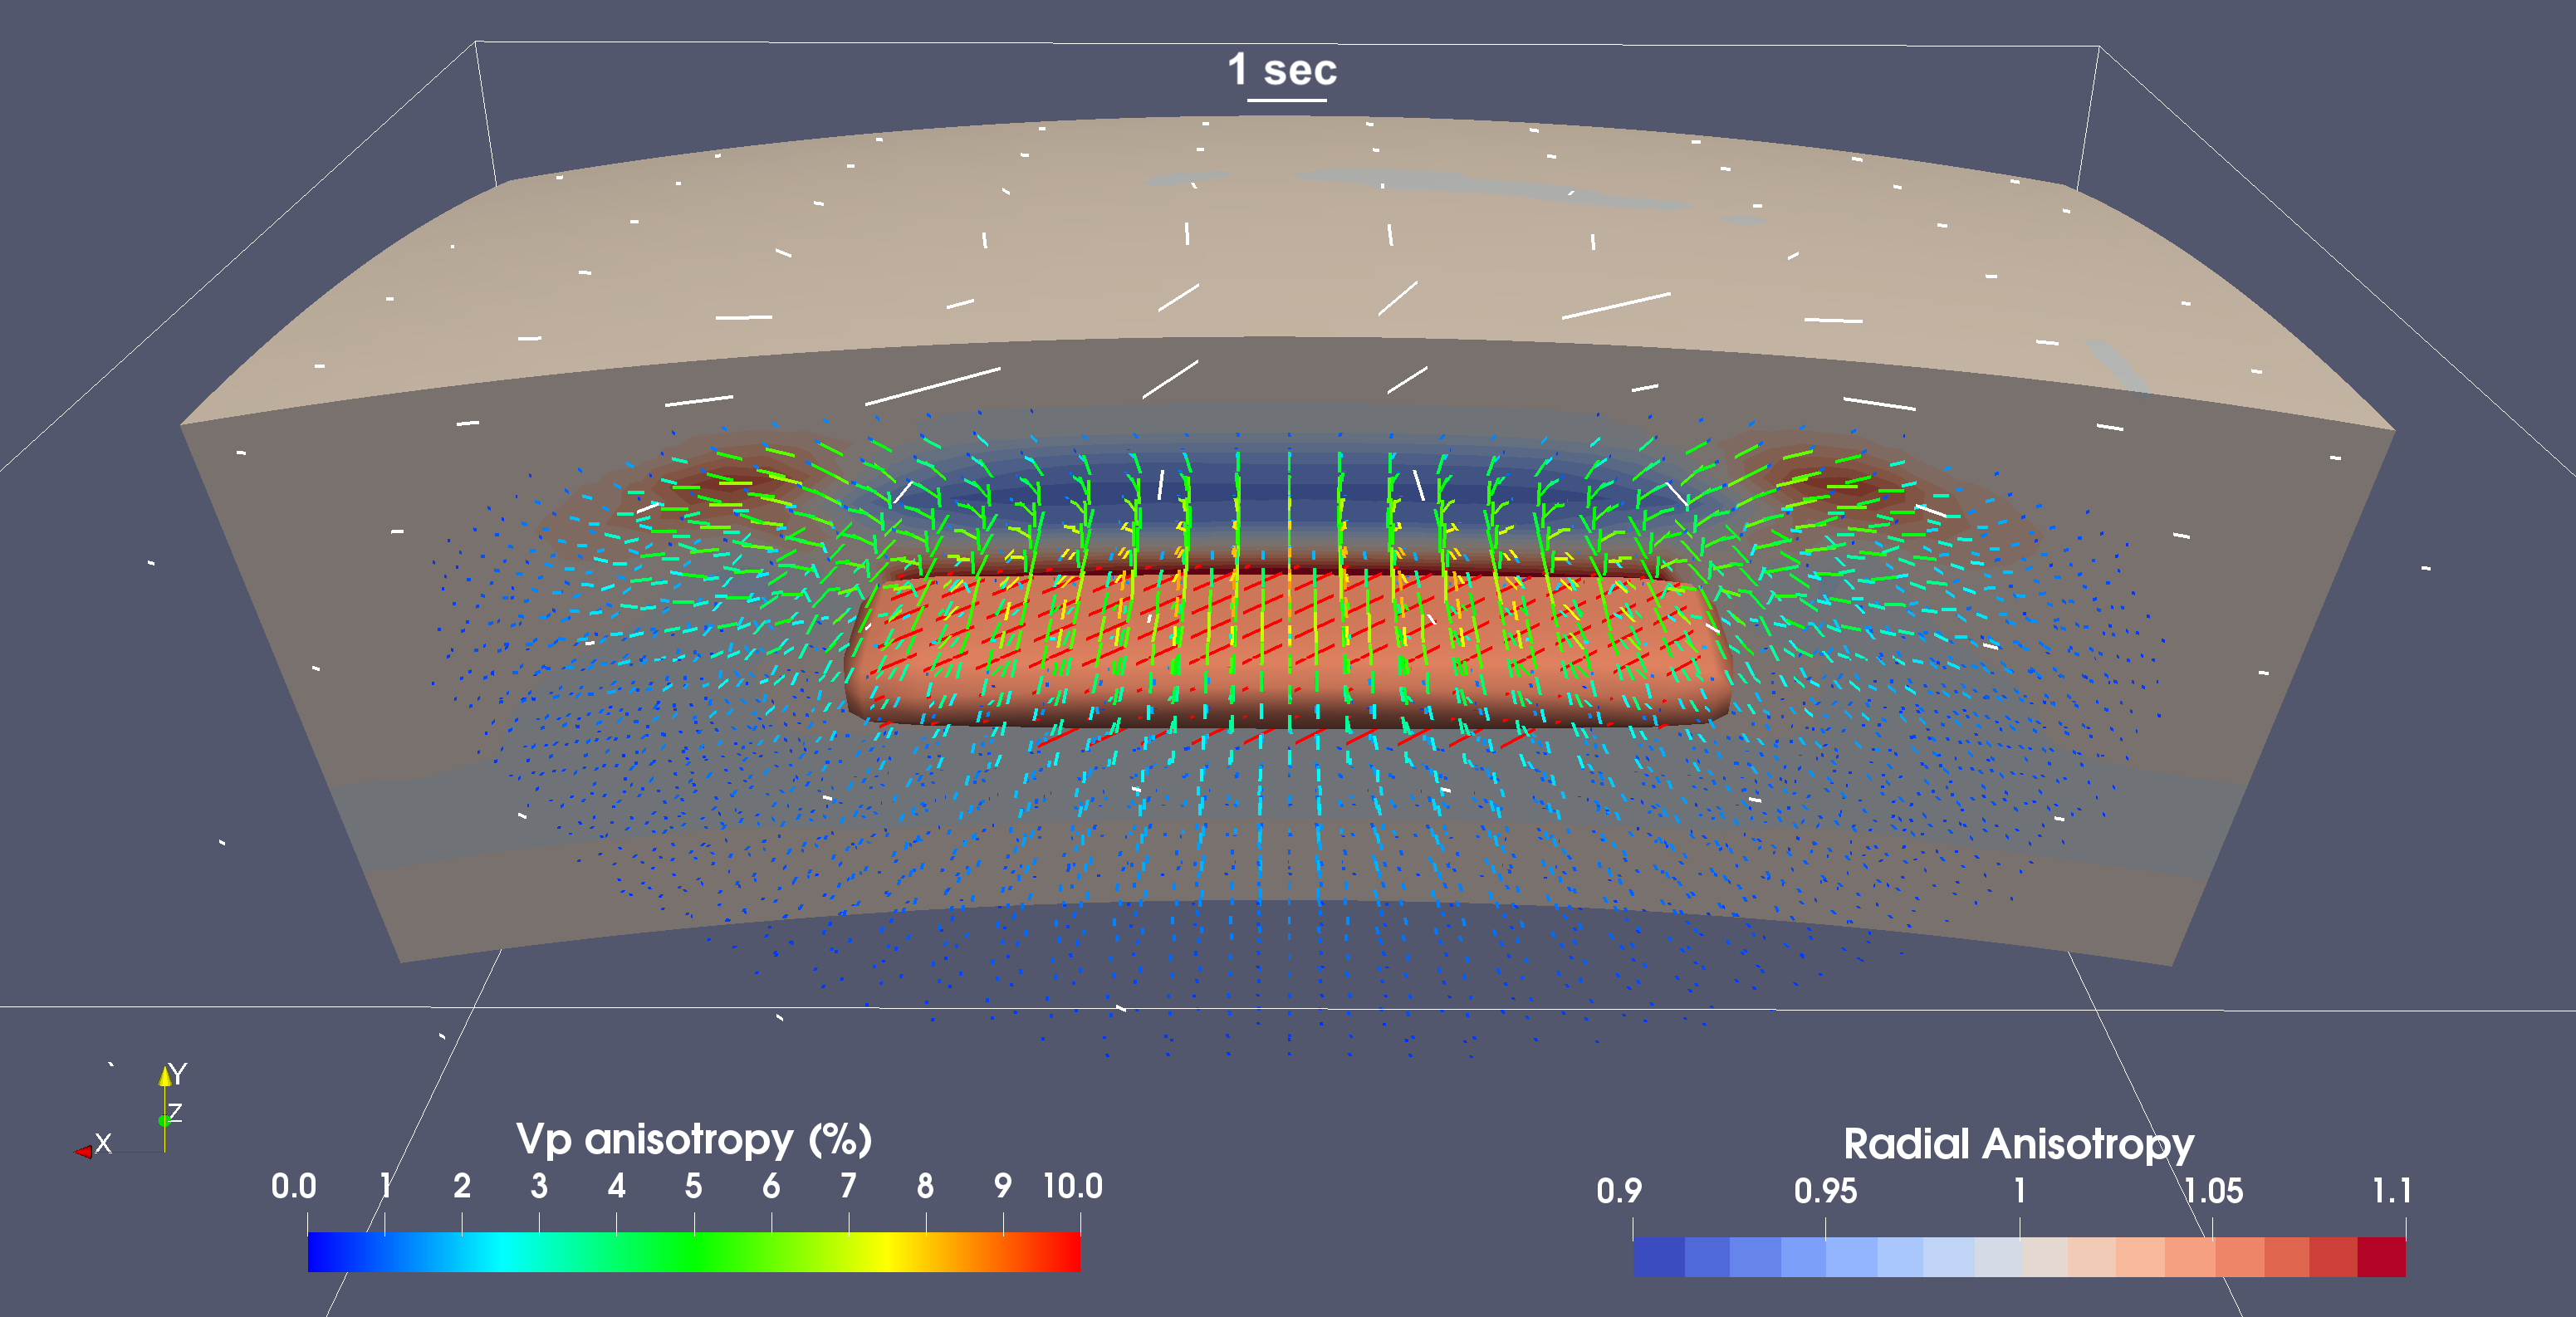 1 sec
Y
Z
X
Vp anisotropy (%)
0.0 1 2 3 4 5 6 7 8 9 10.0
Radial Anisotropy
0.9 0.95 1 1.05 1.1